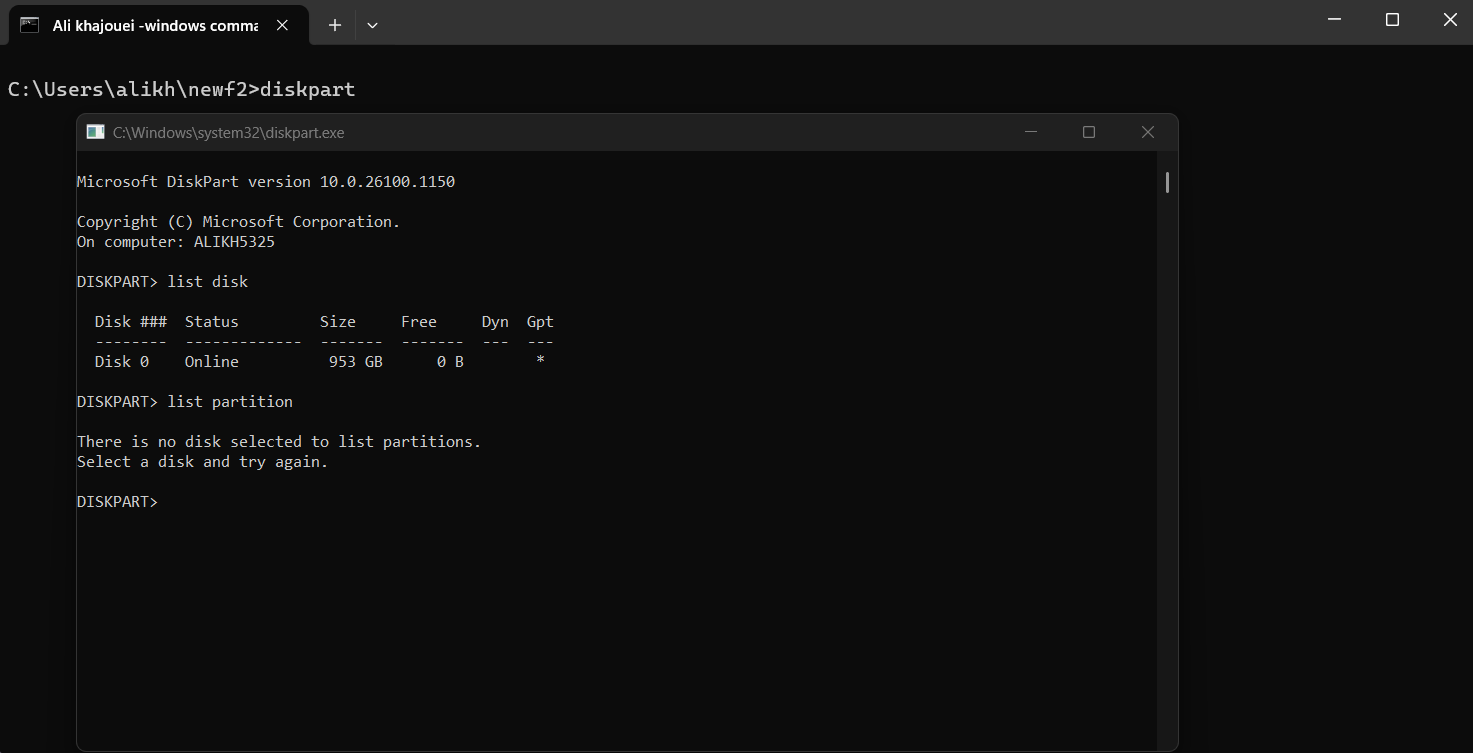 Ali khajouei -windows comma
C:\Users\alikh\newf2>diskpart
C:\Windows\system32\diskpart.exe
Microsoft DiskPart version 10.0.26100.1150
Copyright (C) Microsoft Corporation.
On computer: ALIKH5325
DISKPART> list disk
  Disk ###  Status         Size     Free     Dyn  Gpt
  --------  -------------  -------  -------  ---  ---
  Disk 0    Online          953 GB      0 B        *
DISKPART> list partition
There is no disk selected to list partitions.
Select a disk and try again.
DISKPART>